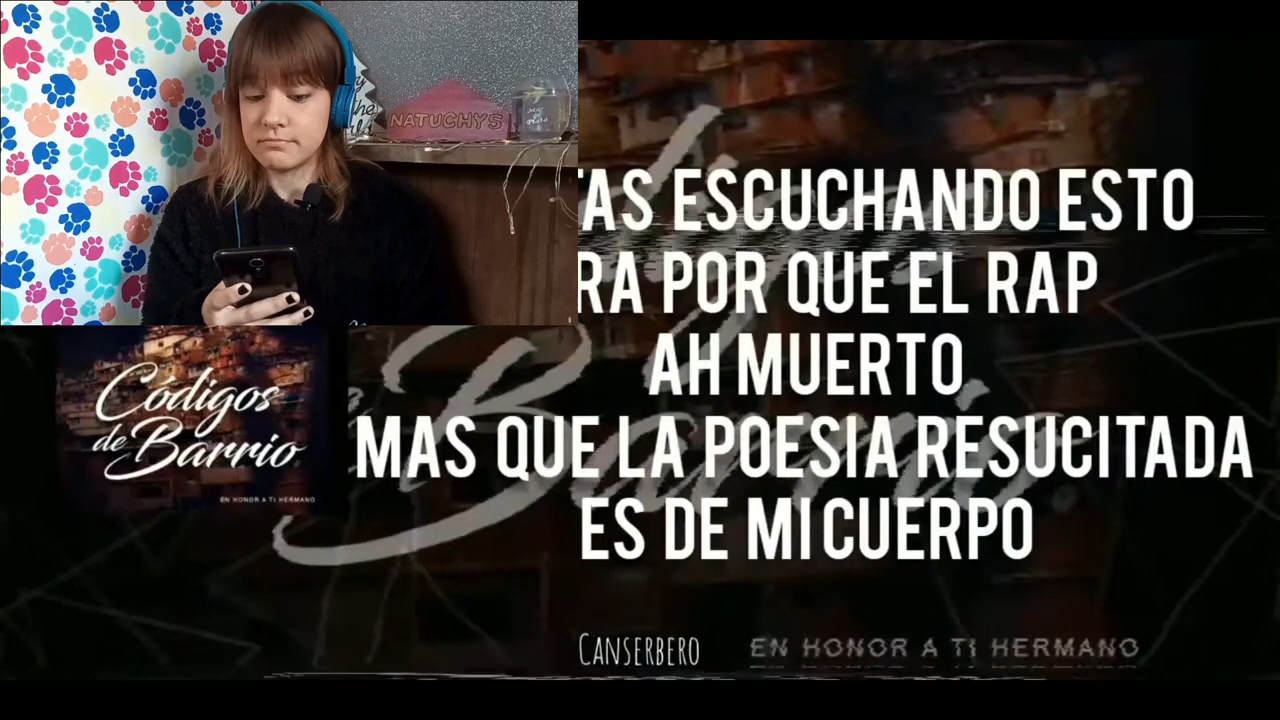 NATUCHYS
AS ESCUCHANDO ESTO
RA POR QUE EL RAP
AH MUERTO
MAS QUE LA POESIA RESUCITADA
ES DE MI CUERPO
Códigos
de Barrio
EN HONOR A TI HERMANO
CANSERBERO
EN HONOR A TI HERMANO